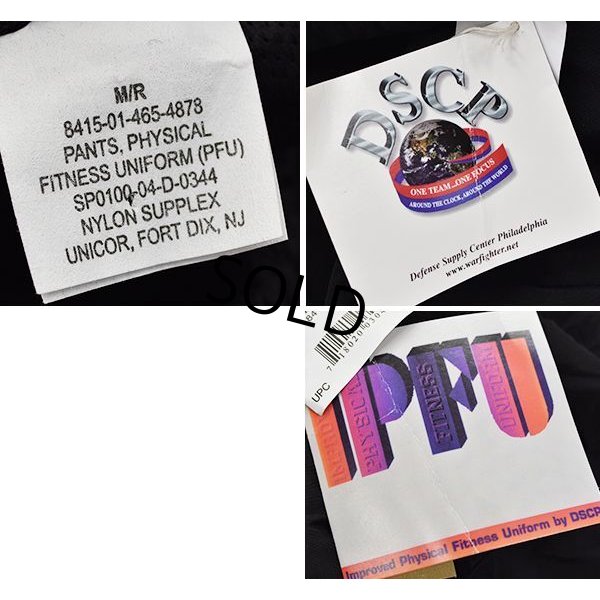 M/R
8415-01-465-4878
PANTS, PHYSICAL
FITNESS UNIFORM (PFU)
SP0100-04-D-0344
NYLON SUPPLEX
UNICOR, FORT DIX, NJ
DSCP
ONE TEAM...ONE FOCUS
AROUND THE CLOCK, AROUND THE WORLD
Defense Supply Center Philadelphia
www.warfighter.net
SOLD
UPC
IPFU
PHYSICAL
FITNESS
UNIFORM
Improved Physical Fitness Uniform by DSCP